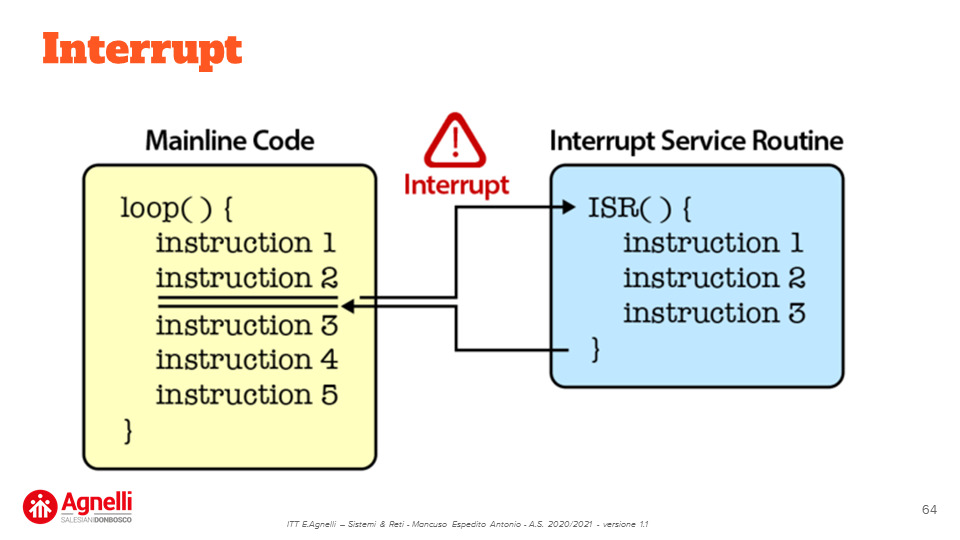 Interrupt
Mainline Code
Interrupt
Interrupt Service Routine
loop( ) {
instruction 1
instruction 2
instruction 3
instruction 4
instruction 5
}
ISR( ) {
instruction 1
instruction 2
instruction 3
}
Agnelli
SALESIANI DONBOSCO
ITT E.Agnelli – Sistemi & Reti - Mancuso Espedito Antonio - A.S. 2020/2021 - versione 1.1
64